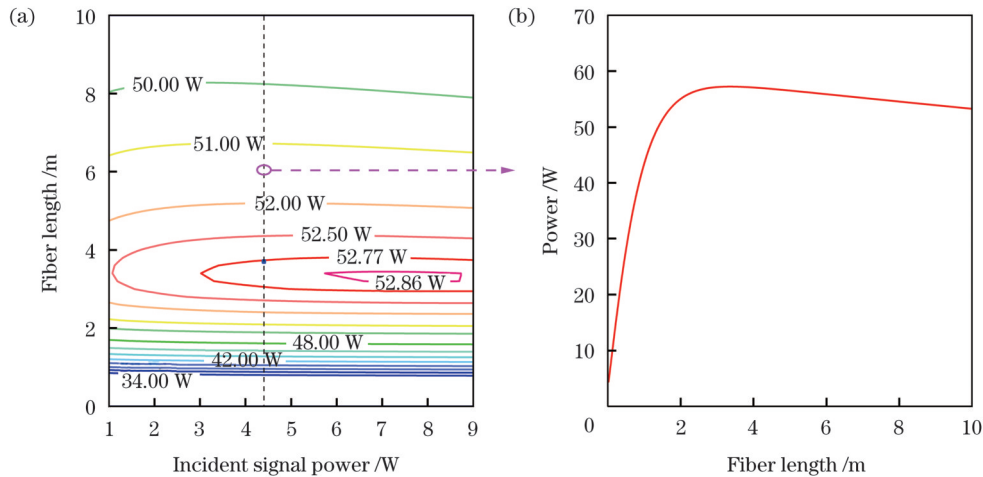 (a)
10
8
6
4
2
0
Fiber length /m
50.00 W
51.00 W
52.00 W
52.50 W
52.77 W
52.86 W
48.00 W
42.00 W
34.00 W
1 2 3 4 5 6 7 8 9
Incident signal power /W
(b)
70
60
50
40
30
20
10
0
Power /W
2 4 6 8 10
Fiber length /m